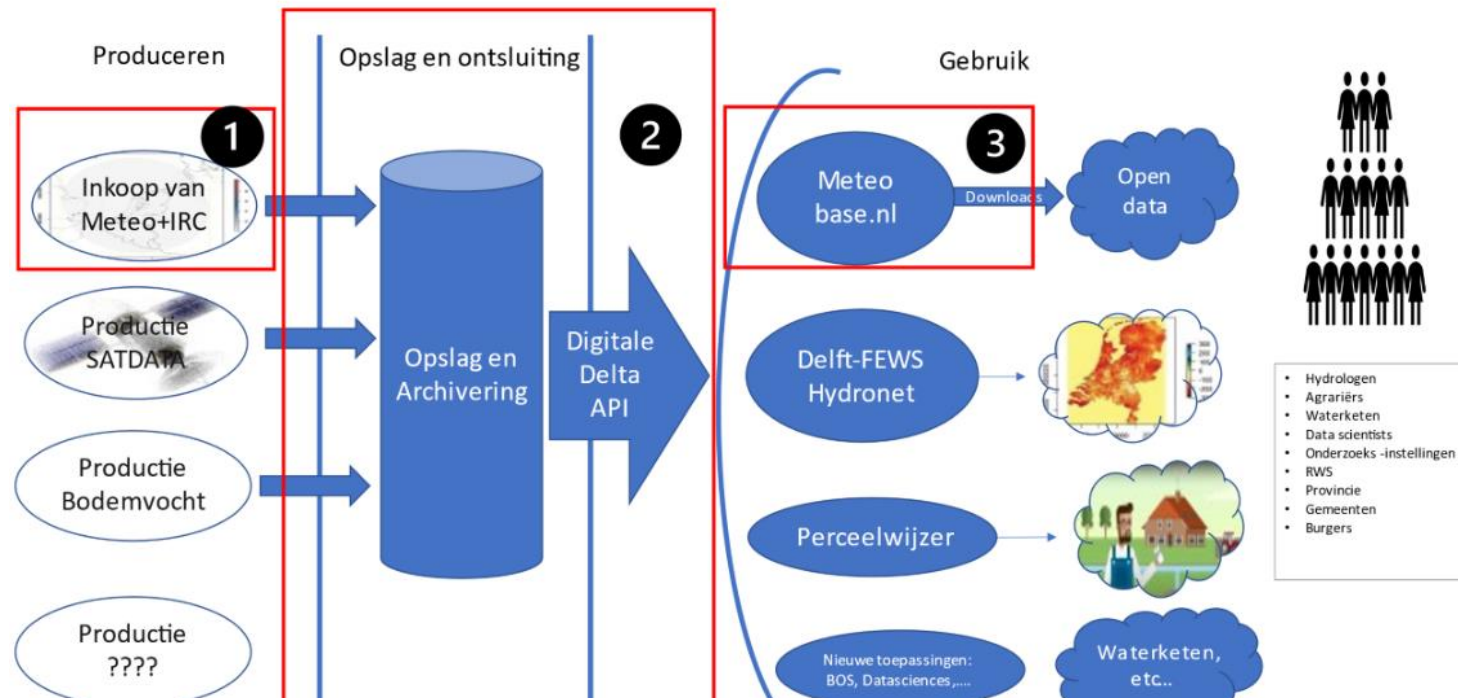 Produceren
Opslag en ontsluiting
Gebruik
1
2
3
Inkoop van
Meteo+IRC
Productie
SATDATA
Productie
Bodemvocht
Productie
????
Opslag en
Archivering
Digitale
Delta
API
Meteo
base.nl
Downloads
Open
data
Delft-FEWS
Hydronet
Perceelwijzer
Nieuwe toepassingen:
BOS, Datasciences,....
Waterketen,
etc...
• Hydrologen
• Agrariërs
• Waterketen
• Data scientists
• Onderzoeks -instellingen
• RWS
• Provincie
• Gemeenten
• Burgers